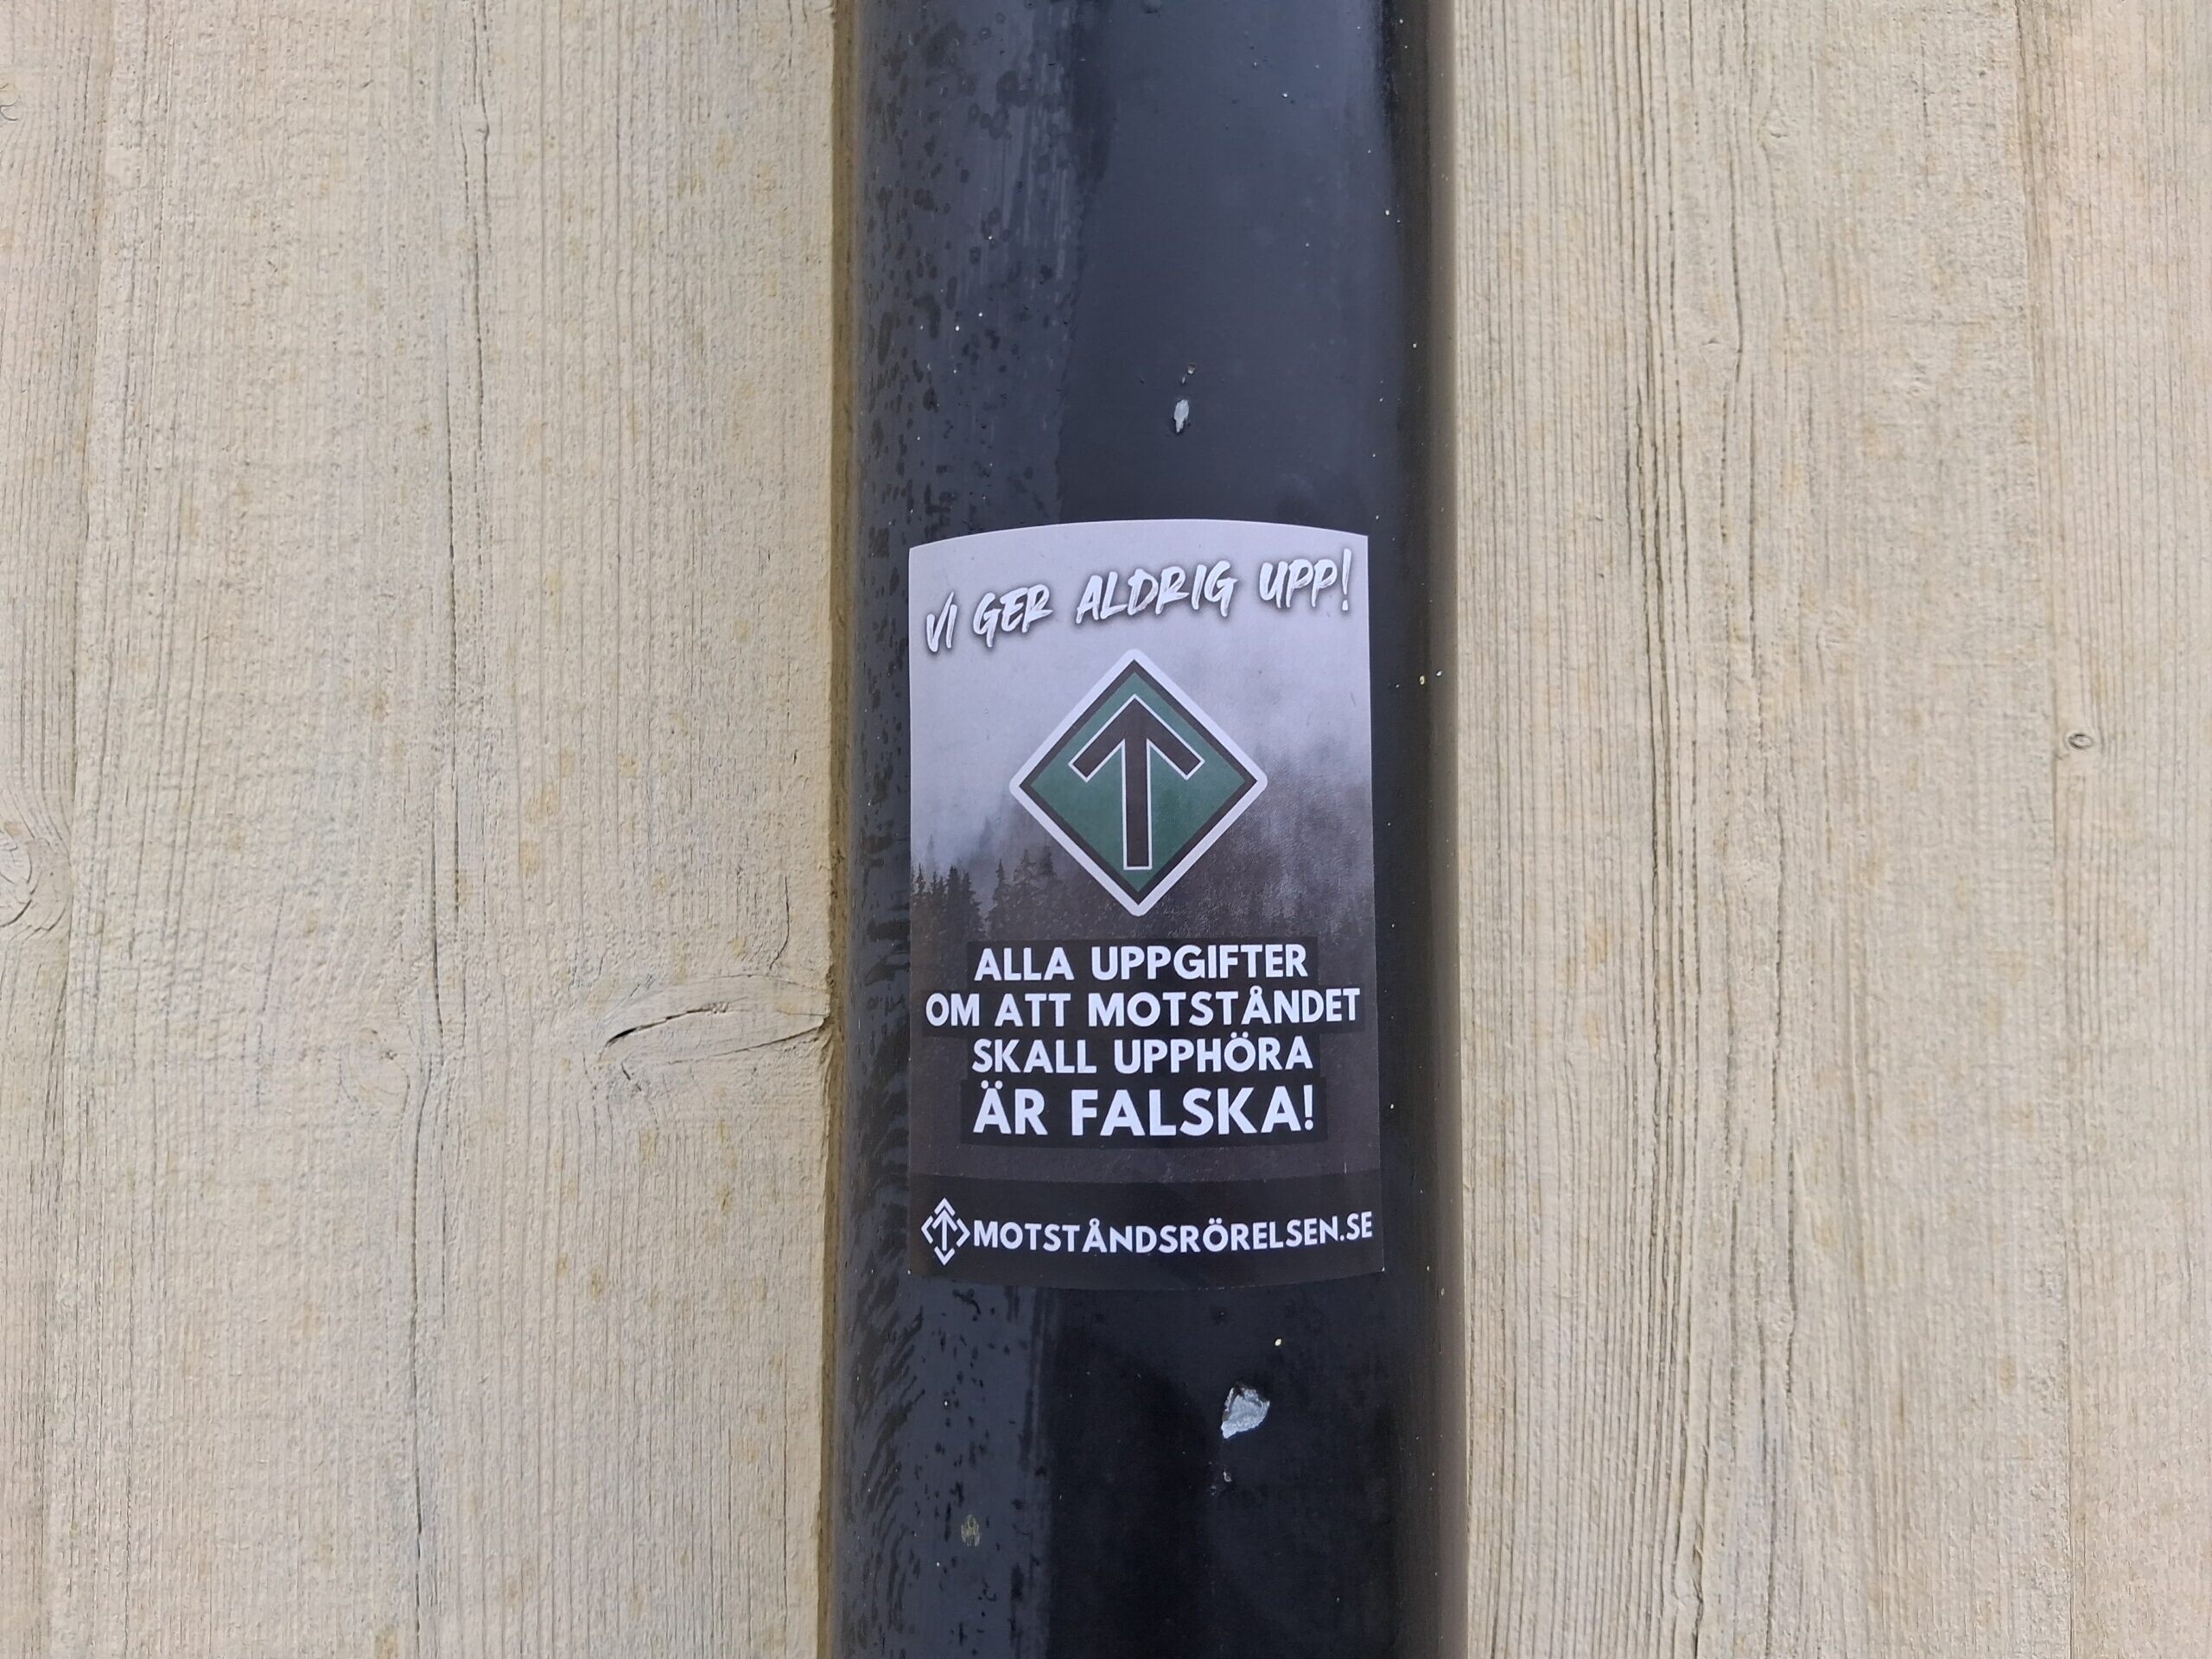 VI GER ALDRIG UPP!
ALLA UPPGIFTER
OM ATT MOTSTÅNDET
SKALL UPPHÖRA
ÄR FALSKA!
MOTSTÅNDSRÖRELSEN.SE